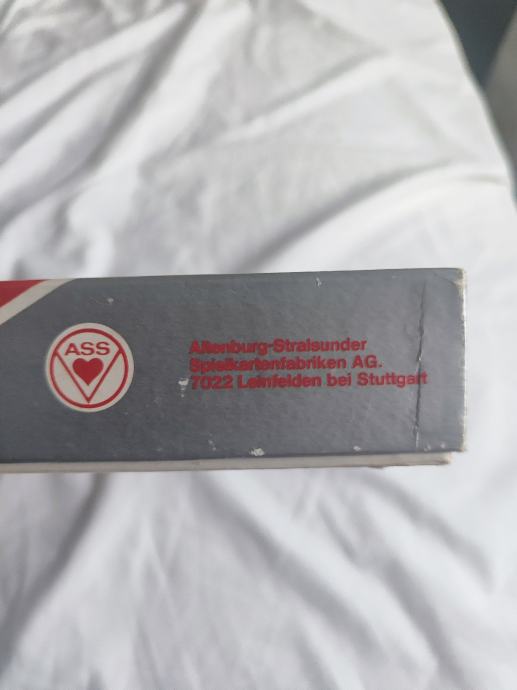 ASS
Altenburg-Stralsunder
Spielkartenfabriken AG.
7022 Leinfelden bei Stuttgart